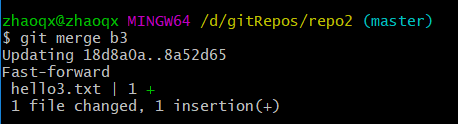 zhaoqx@zhaoqx MINGW64 /d/gitRepos/repo2 (master)
$ git merge b3
Updating 18d8a0a..8a52d65
Fast-forward
 hello3.txt | 1 +
 1 file changed, 1 insertion(+)